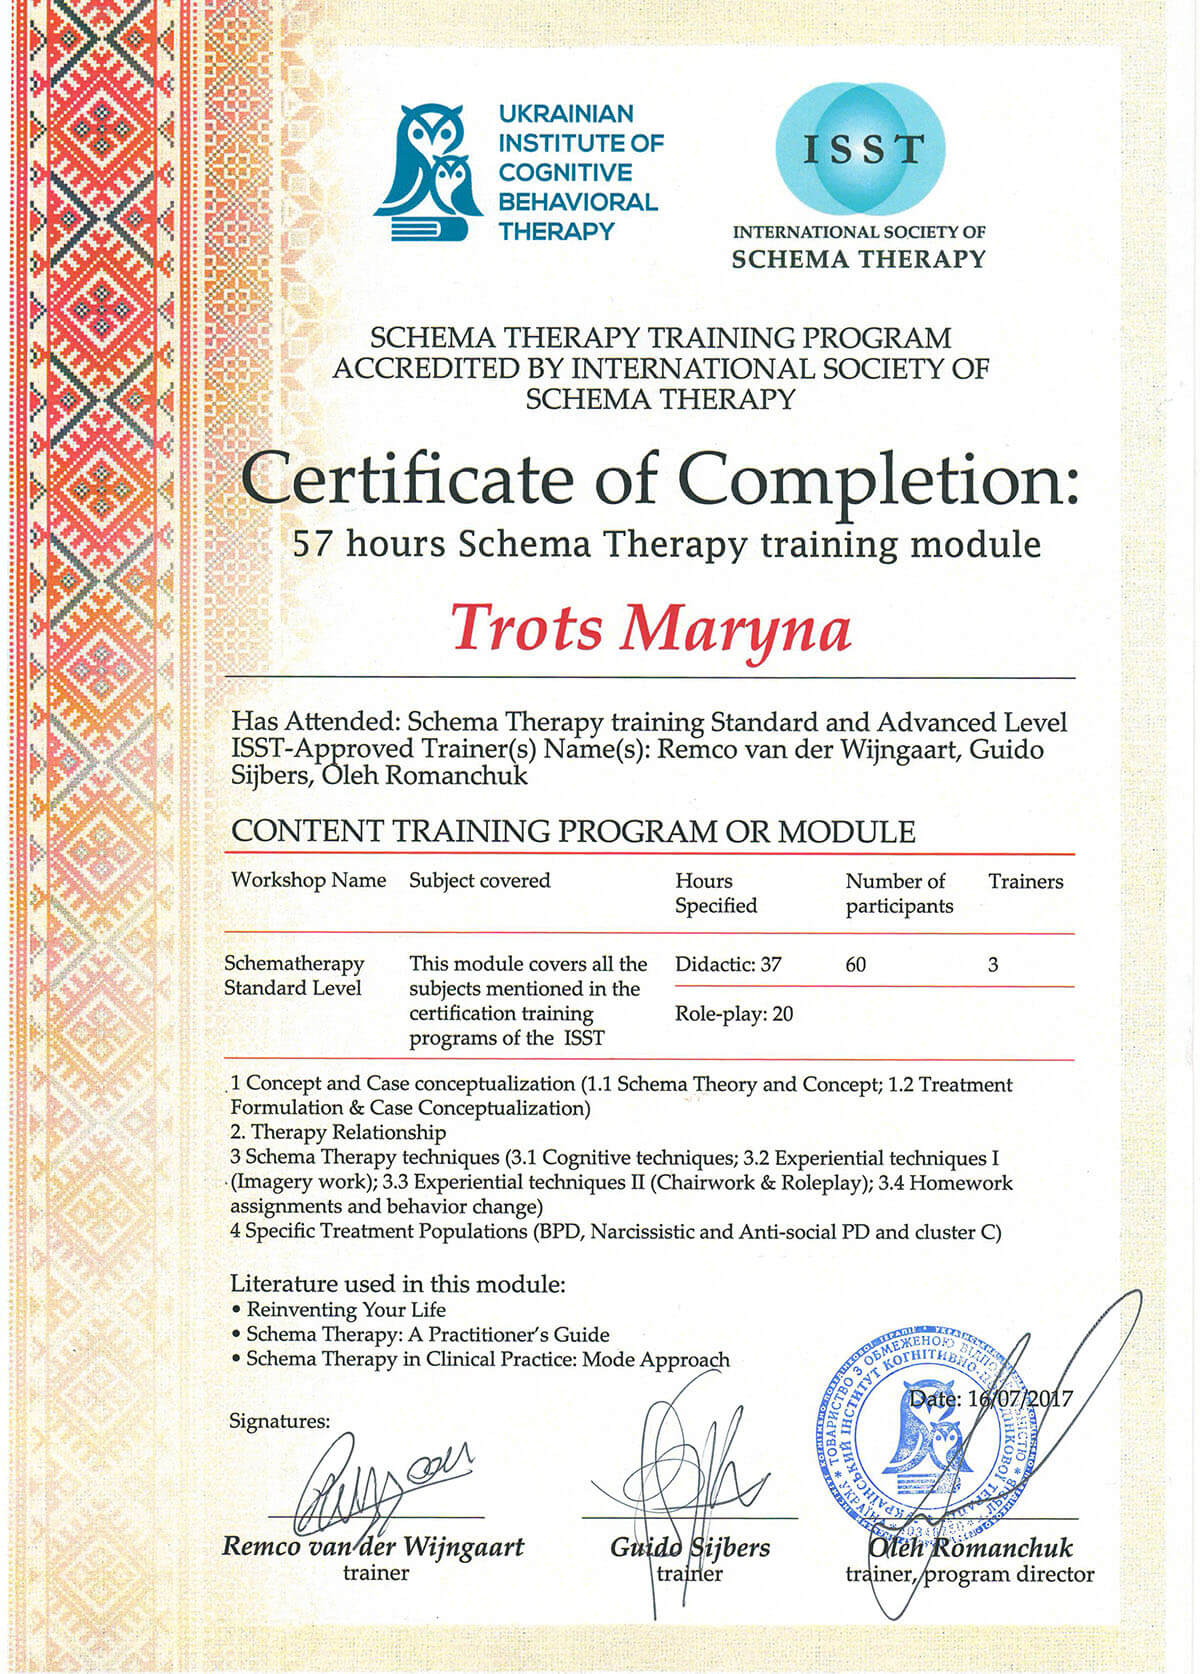 UKRAINIAN
INSTITUTE OF
COGNITIVE
BEHAVIORAL
THERAPY
ISST
INTERNATIONAL SOCIETY OF
SCHEMA THERAPY
SCHEMA THERAPY TRAINING PROGRAM
ACCREDITED BY INTERNATIONAL SOCIETY OF
SCHEMA THERAPY
Certificate of Completion:
57 hours Schema Therapy training module
Trots Maryna
Has Attended: Schema Therapy training Standard and Advanced Level
ISST-Approved Trainer(s) Name(s): Remco van der Wijngaart, Guido
Sijbers, Oleh Romanchuk
CONTENT TRAINING PROGRAM OR MODULE
Workshop Name Subject covered Hours Specified Number of participants Trainers
Schematherapy Standard Level
This module covers all the
subjects mentioned in the
certification training
programs of the ISST
Didactic: 37 60 3
Role-play: 20
1 Concept and Case conceptualization (1.1 Schema Theory and Concept; 1.2 Treatment
Formulation & Case Conceptualization)
2. Therapy Relationship
3 Schema Therapy techniques (3.1 Cognitive techniques; 3.2 Experiential techniques I
(Imagery work); 3.3 Experiential techniques II (Chairwork & Roleplay); 3.4 Homework
assignments and behavior change)
4 Specific Treatment Populations (BPD, Narcissistic and Anti-social PD and cluster C)
Literature used in this module:
• Reinventing Your Life
• Schema Therapy: A Practitioner's Guide
• Schema Therapy in Clinical Practice: Mode Approach
Date: 16/07/2017
Signatures:
ТОВАРИСТВО З ОБМЕЖЕНОЮ
ІНСТИТУТ КОГНІТИВНО-
Remco van der Wijngaart
trainer
Guido Sijbers
trainer
Oleh Romanchuk
trainer, program director